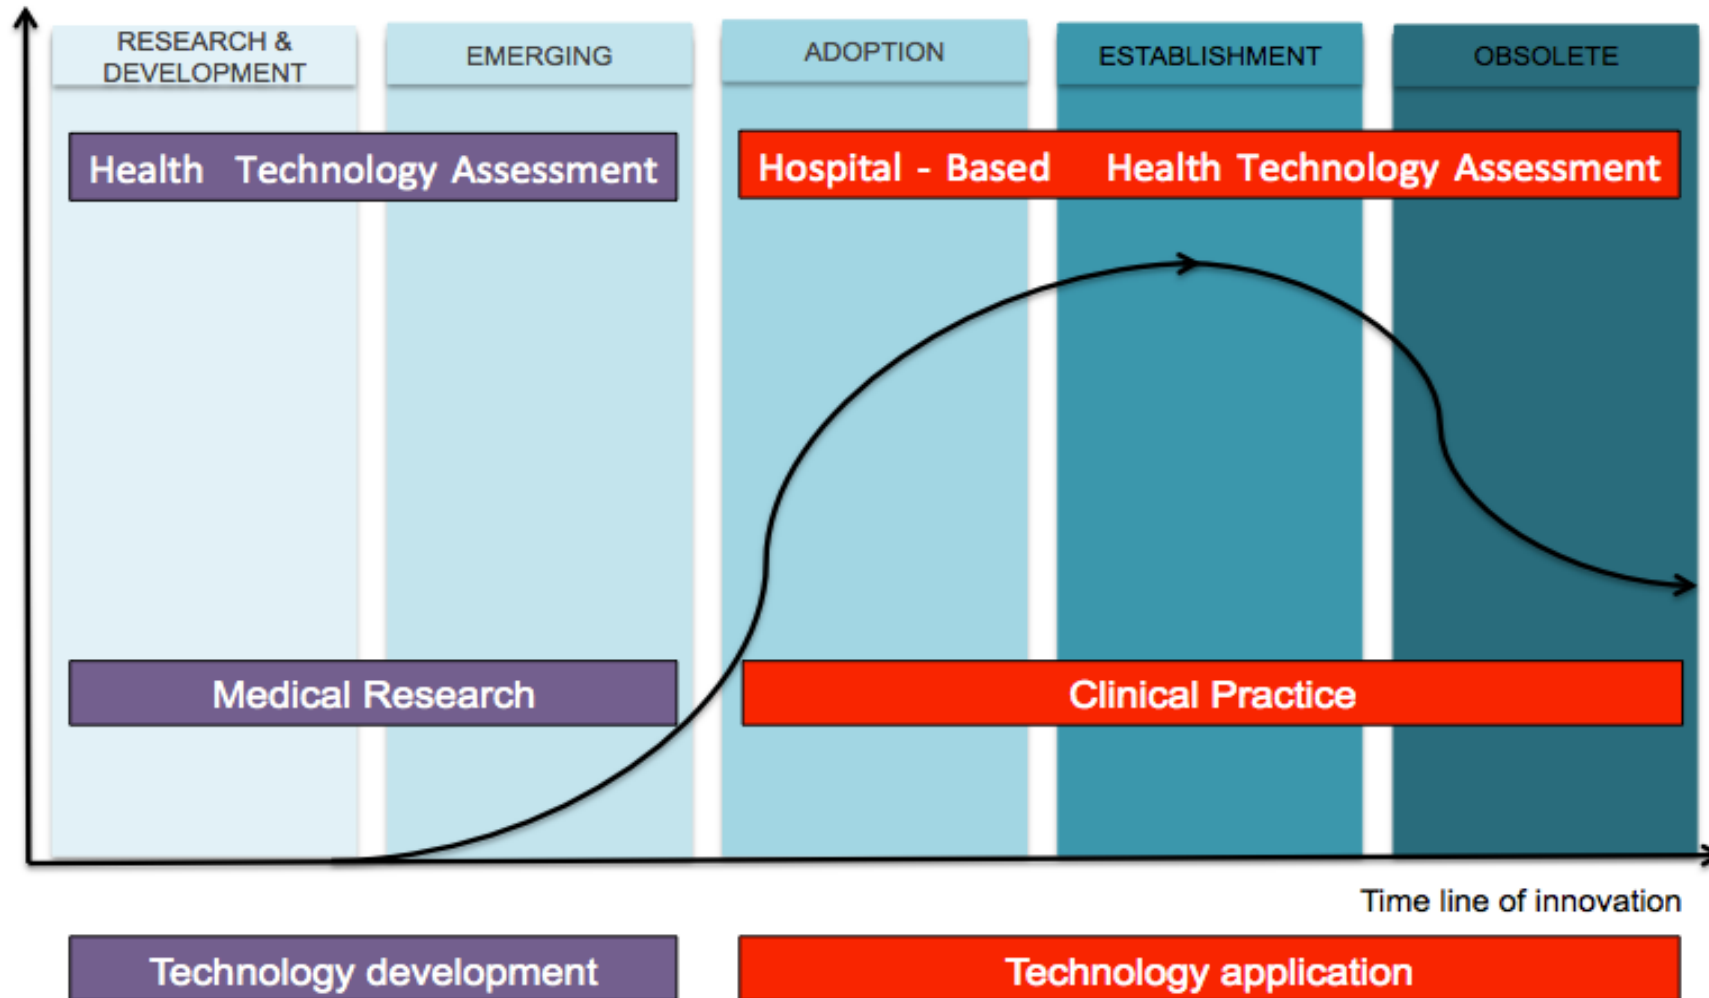 RESEARCH &
DEVELOPMENT
EMERGING
ADOPTION
ESTABLISHMENT
OBSOLETE
Health Technology Assessment
Hospital - Based Health Technology Assessment
Medical Research
Clinical Practice
Time line of innovation
Technology development
Technology application